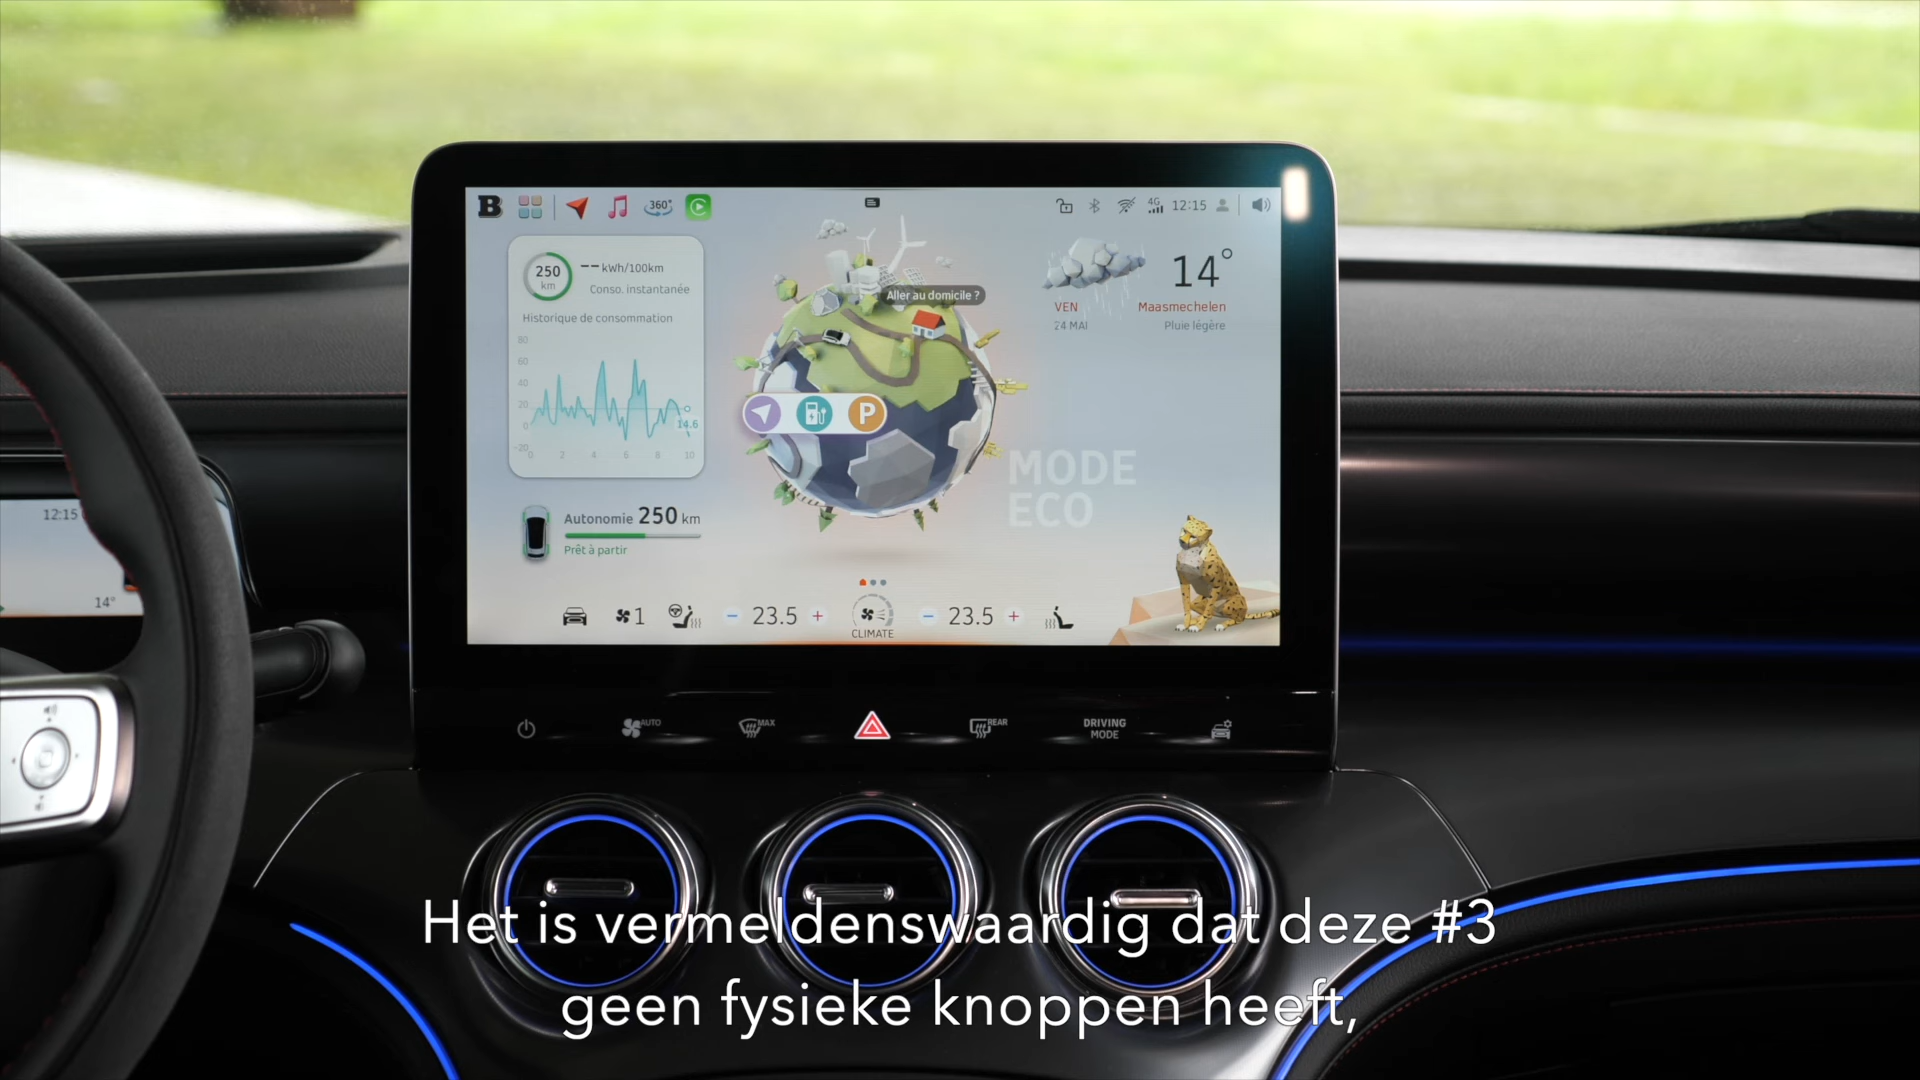 B
360°
4G
12:15
250
km
--kWh/100km
Conso. instantanée
Historique de consommation
80
60
40
20
0
-20
14.6
0 2 4 6 8 10
Aller au domicile ?
14°
VEN
Maasmechelen
24 MAI
Pluie légère
P
MODE
ECO
Autonomie 250 km
Prêt à partir
12:15
14°
1
− 23.5 +
CLIMATE
− 23.5 +
AUTO
MAX
REAR
DRIVING
MODE
Het is vermeldenswaardig dat deze #3
geen fysieke knoppen heeft,